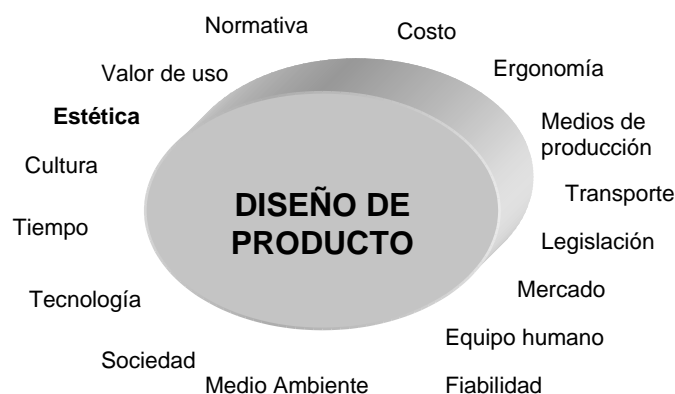 Normativa
Costo
Valor de uso
Ergonomía
Estética
Medios de
producción
Cultura
Transporte
DISEÑO DE
PRODUCTO
Tiempo
Legislación
Tecnología
Mercado
Equipo humano
Sociedad
Medio Ambiente
Fiabilidad